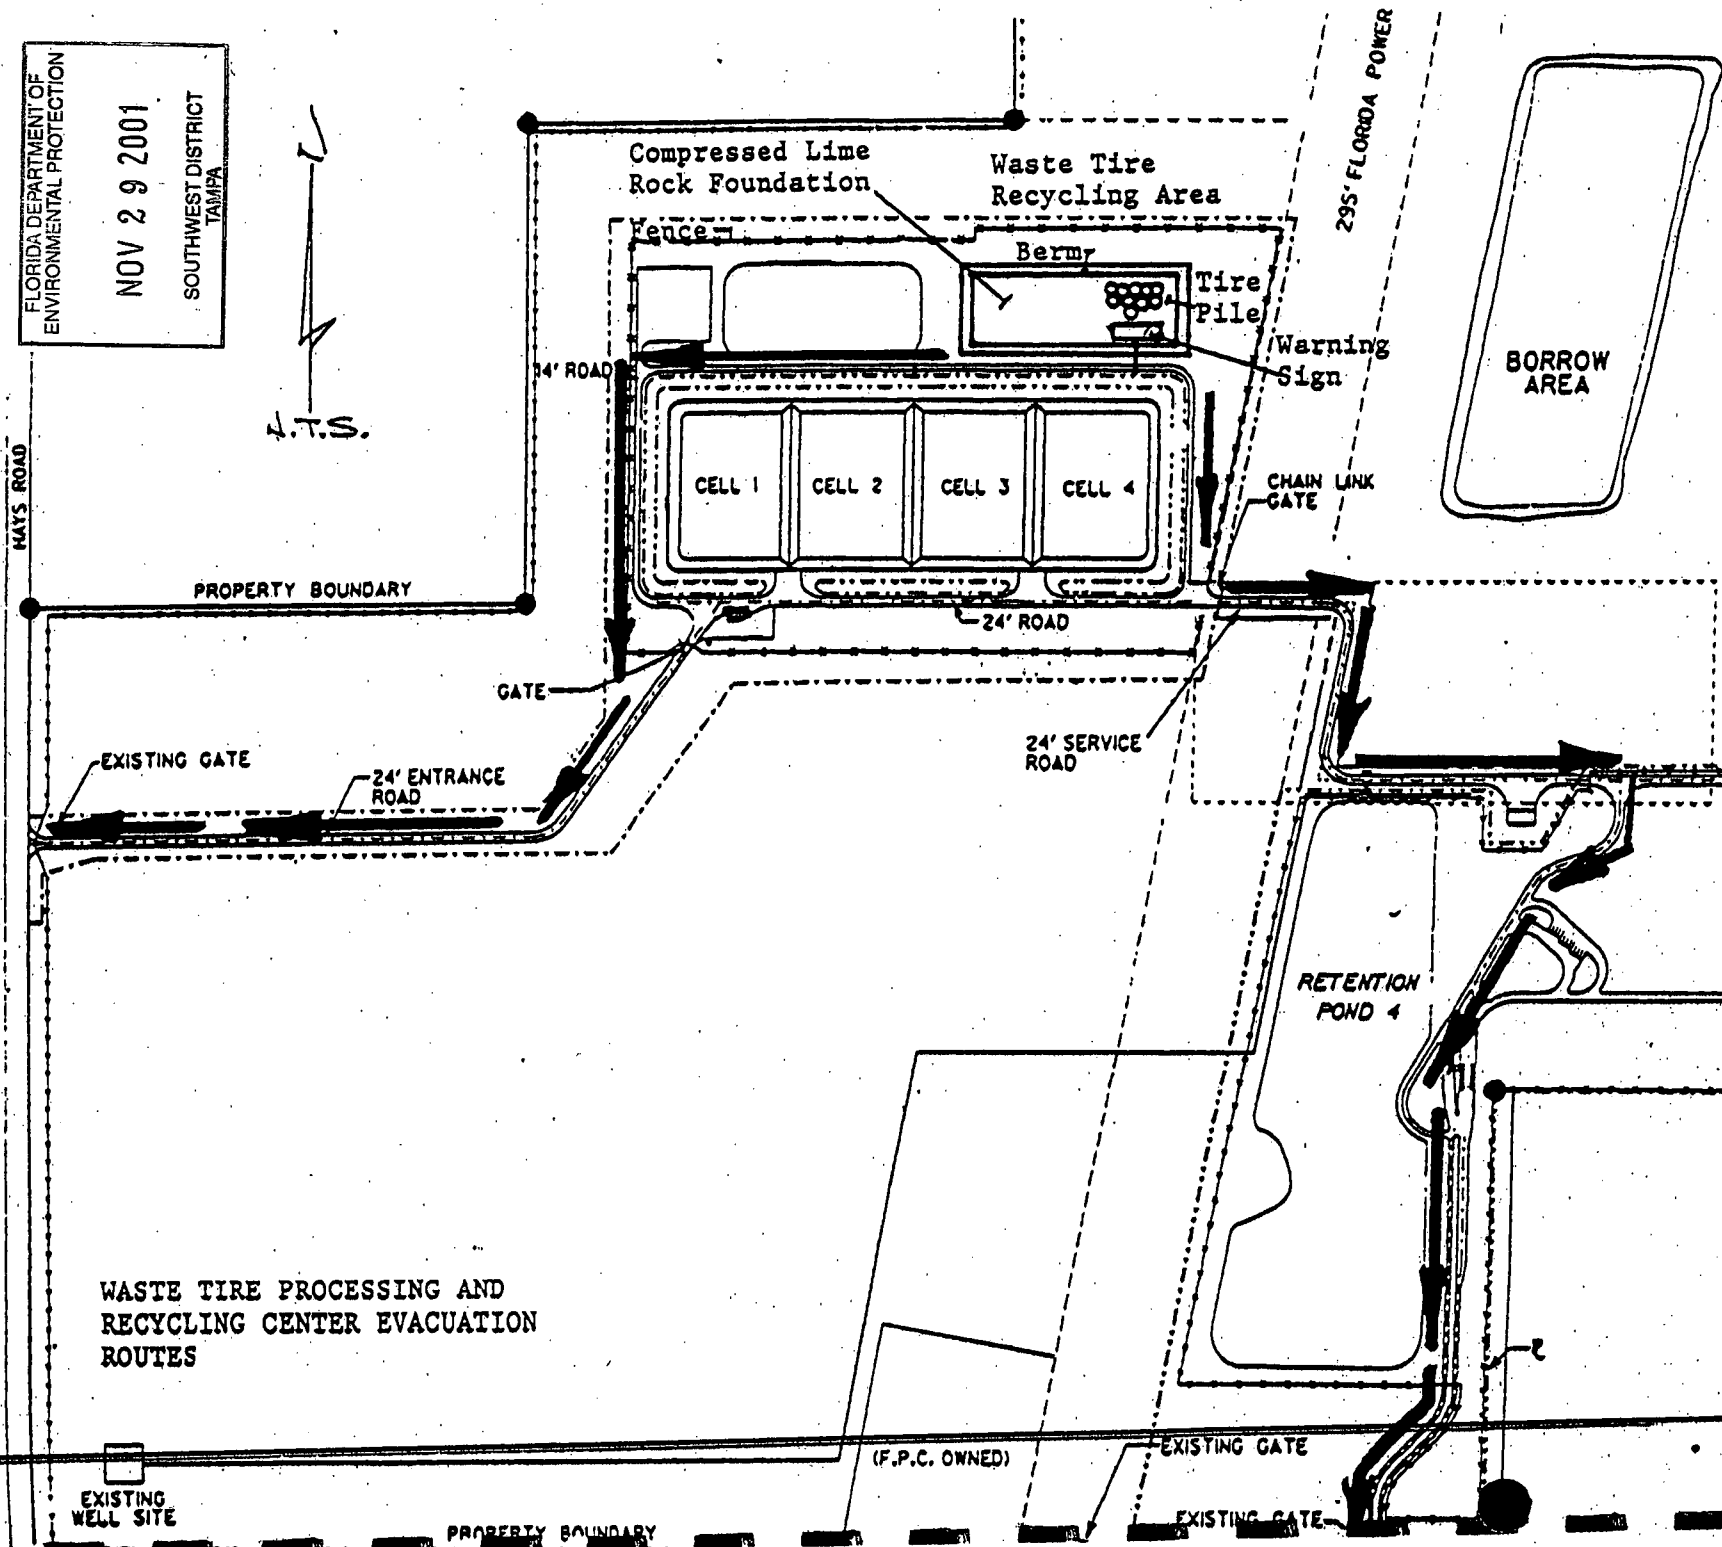 FLORIDA DEPARTMENT OF
ENVIRONMENTAL PROTECTION
NOV 29 2001
SOUTHWEST DISTRICT
TAMPA
N.T.S.
HAYS ROAD
295' FLORIDA POWER
Compressed Lime
Rock Foundation
Waste Tire
Recycling Area
Fence
Berm
Tire
Pile
Warning
Sign
BORROW
AREA
14' ROAD
CELL 1
CELL 2
CELL 3
CELL 4
CHAIN LINK
GATE
PROPERTY BOUNDARY
24' ROAD
GATE
24' SERVICE
ROAD
EXISTING GATE
24' ENTRANCE
ROAD
RETENTION
POND 4
WASTE TIRE PROCESSING AND
RECYCLING CENTER EVACUATION
ROUTES
(F.P.C. OWNED)
EXISTING GATE
EXISTING
WELL SITE
EXISTING GATE
PROPERTY BOUNDARY